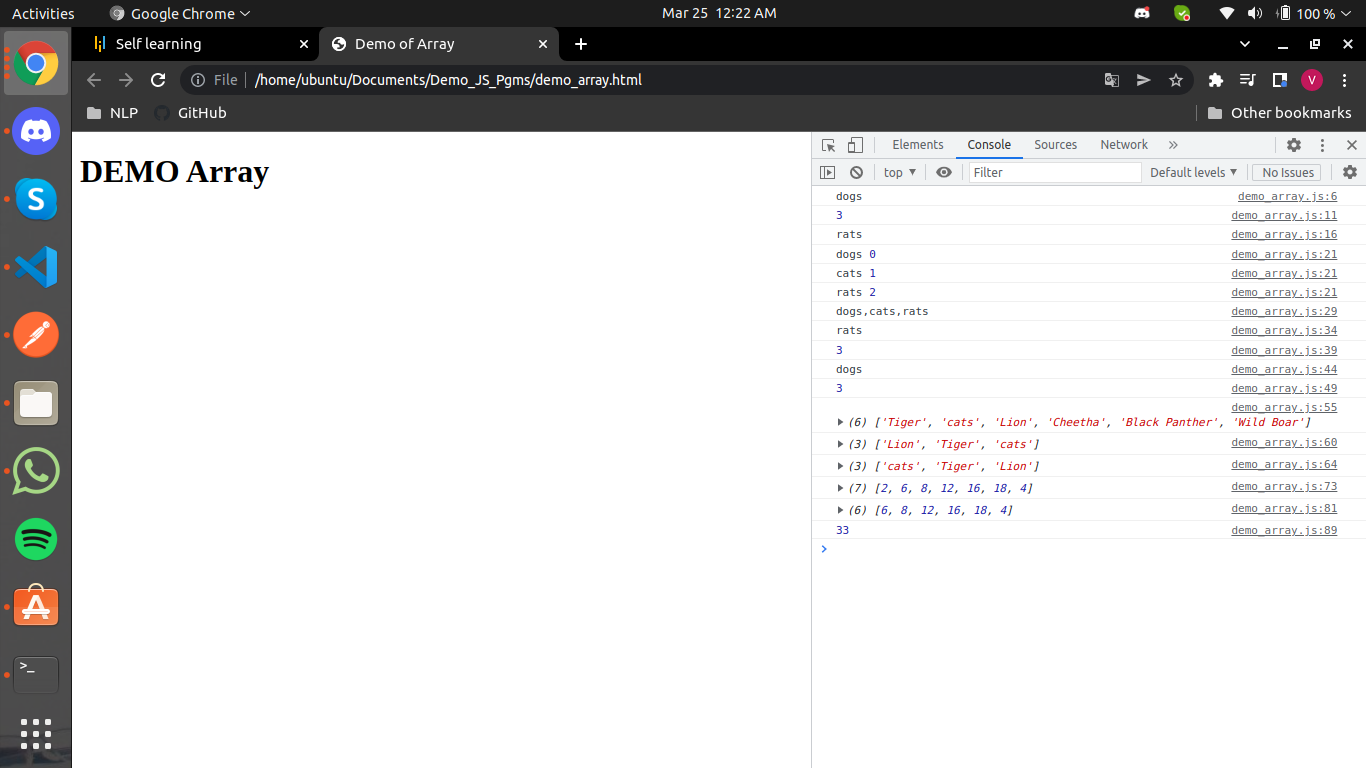 Activities Google Chrome Mar 25 12:22 AM 100 %
Self learning Demo of Array
File /home/ubuntu/Documents/Demo_JS_Pgms/demo_array.html V
NLP GitHub Other bookmarks
DEMO Array
Elements Console Sources Network »
top Filter Default levels No Issues
dogs demo_array.js:6
3 demo_array.js:11
rats demo_array.js:16
dogs 0 demo_array.js:21
cats 1 demo_array.js:21
rats 2 demo_array.js:21
dogs,cats,rats demo_array.js:29
rats demo_array.js:34
3 demo_array.js:39
dogs demo_array.js:44
3 demo_array.js:49
demo_array.js:55
(6) ['Tiger', 'cats', 'Lion', 'Cheetha', 'Black Panther', 'Wild Boar']
(3) ['Lion', 'Tiger', 'cats'] demo_array.js:60
(3) ['cats', 'Tiger', 'Lion'] demo_array.js:64
(7) [2, 6, 8, 12, 16, 18, 4] demo_array.js:73
(6) [6, 8, 12, 16, 18, 4] demo_array.js:81
33 demo_array.js:89
>
S
A
>_